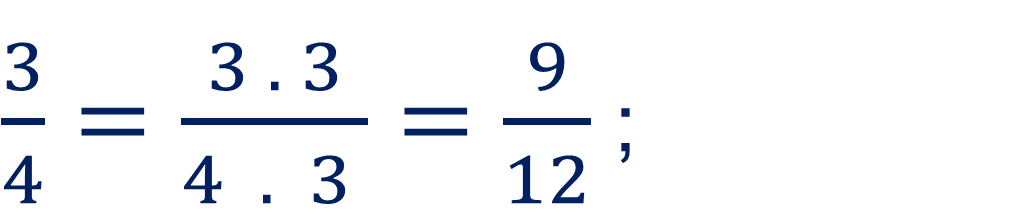 3/4 = 3 . 3/4 . 3 = 9/12 ;